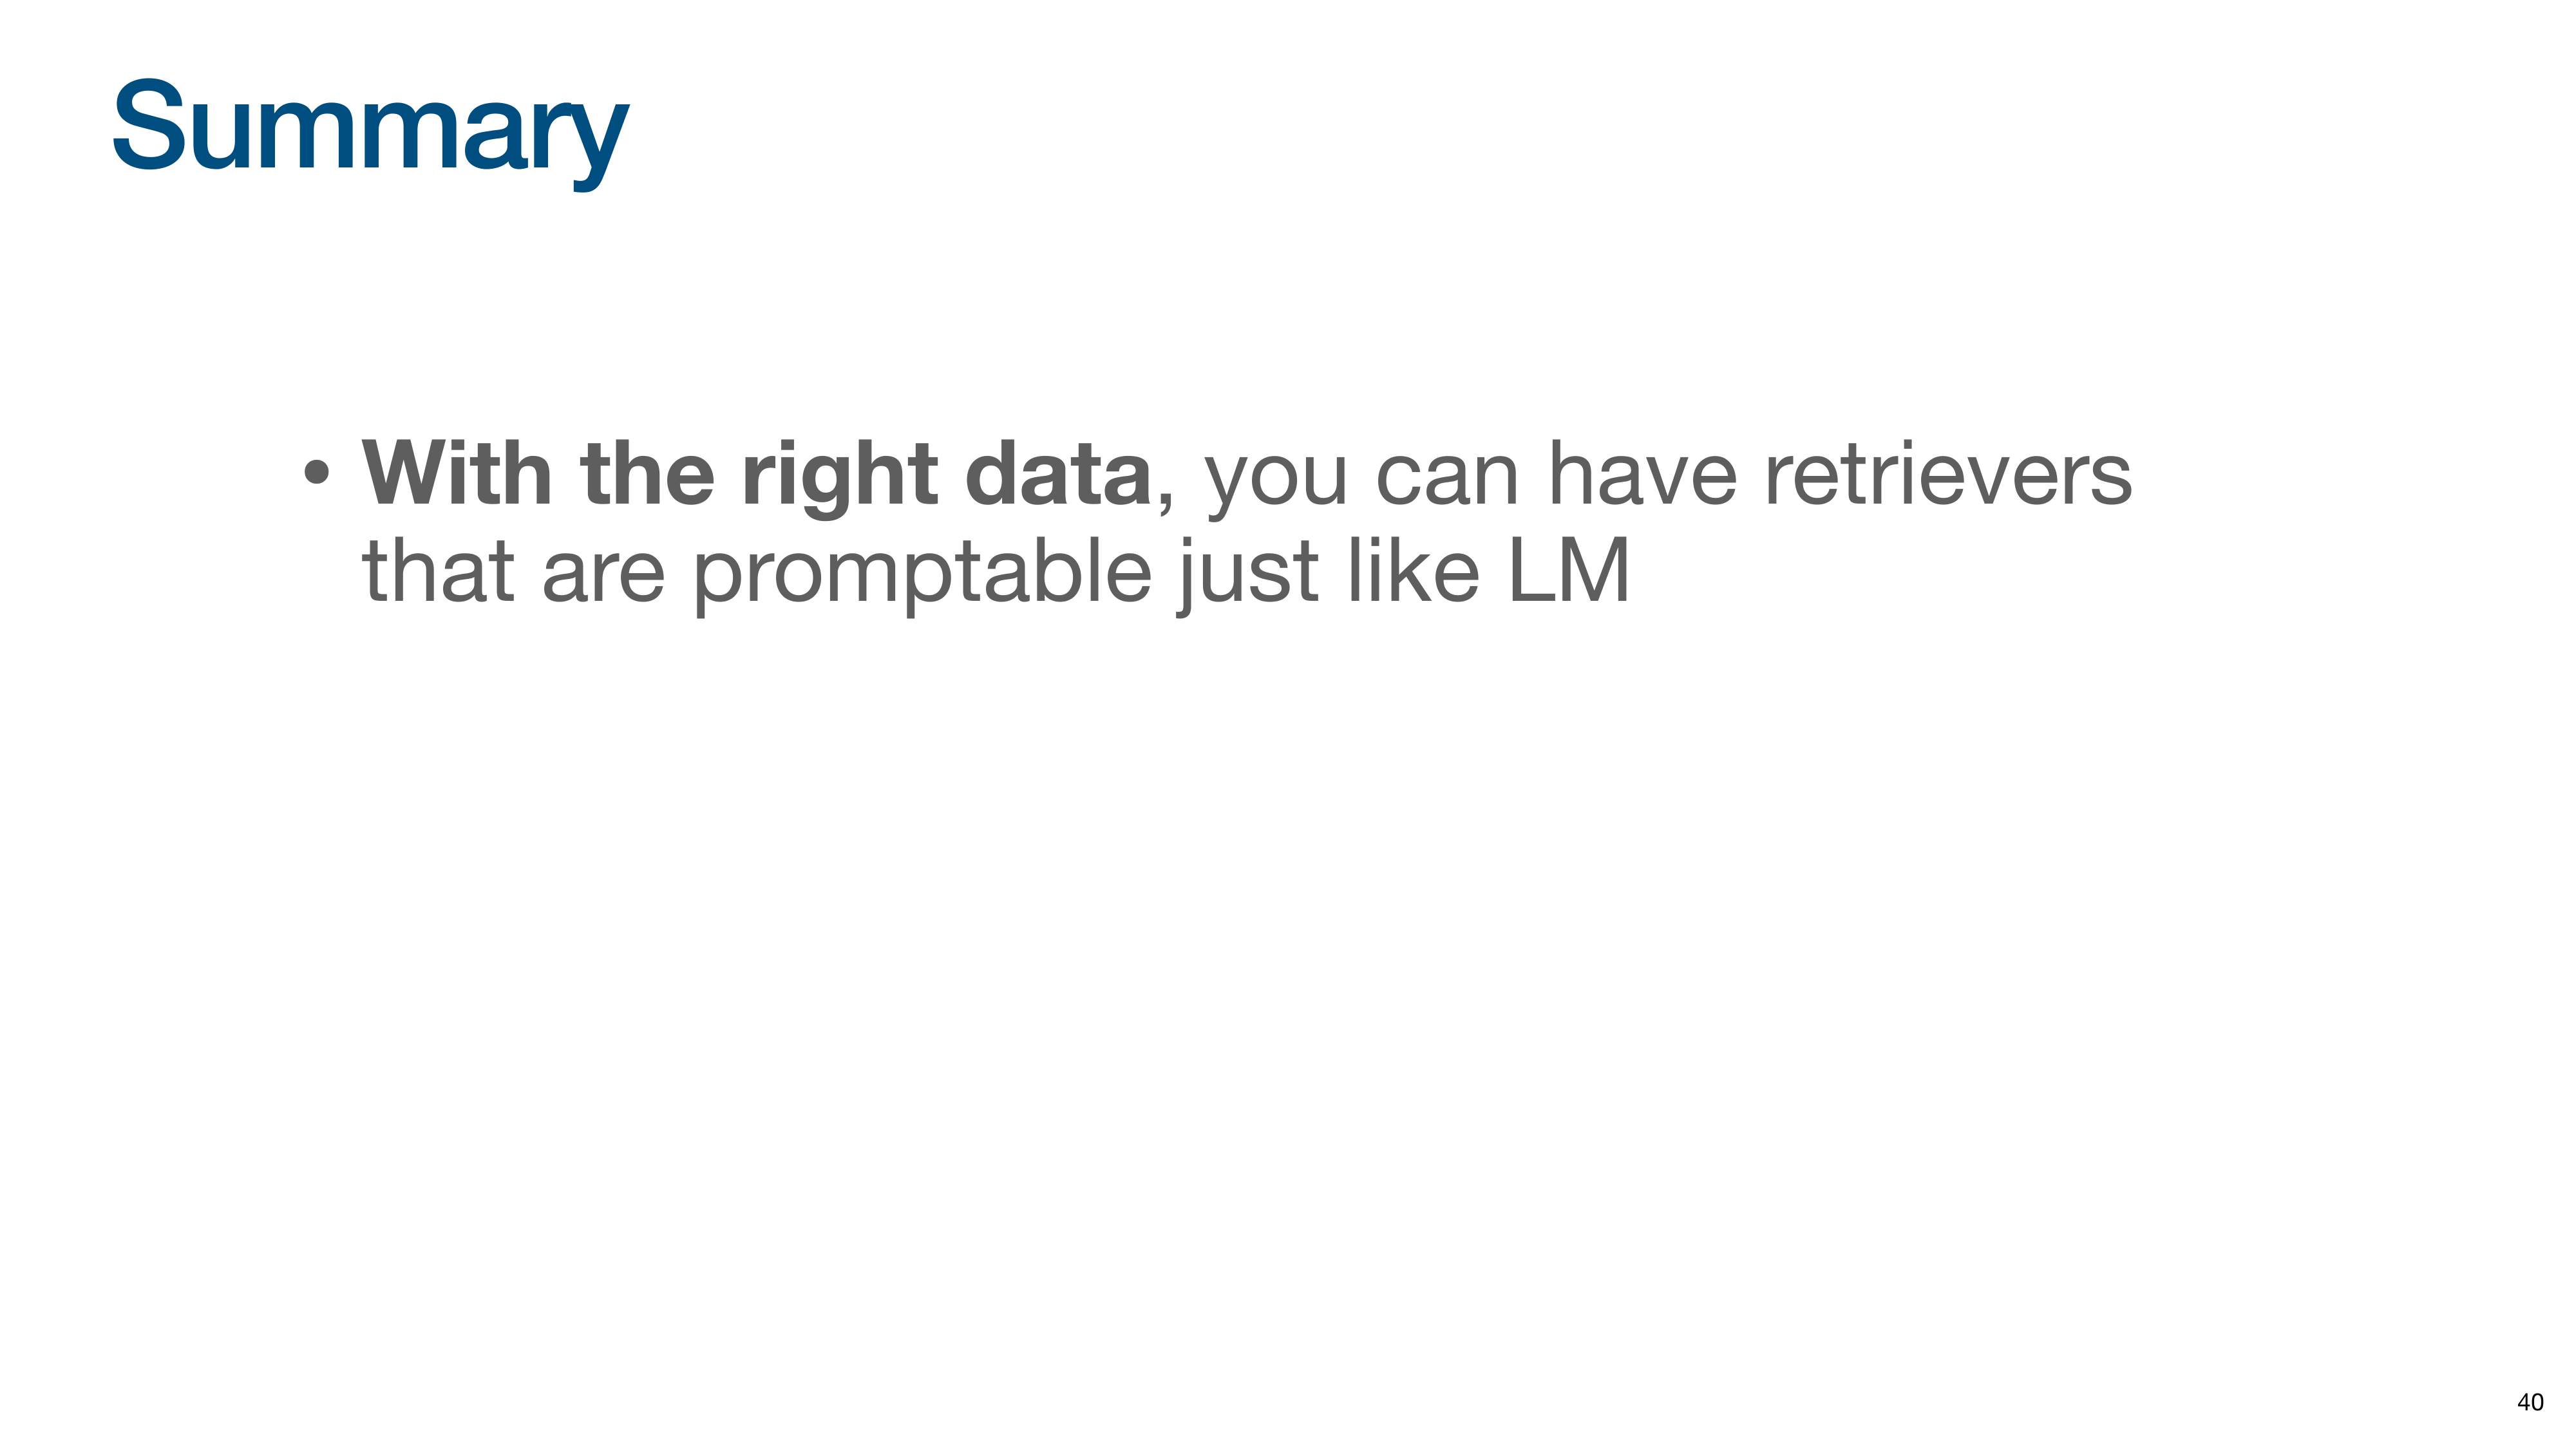 Summary
• With the right data, you can have retrievers
that are promptable just like LM
40